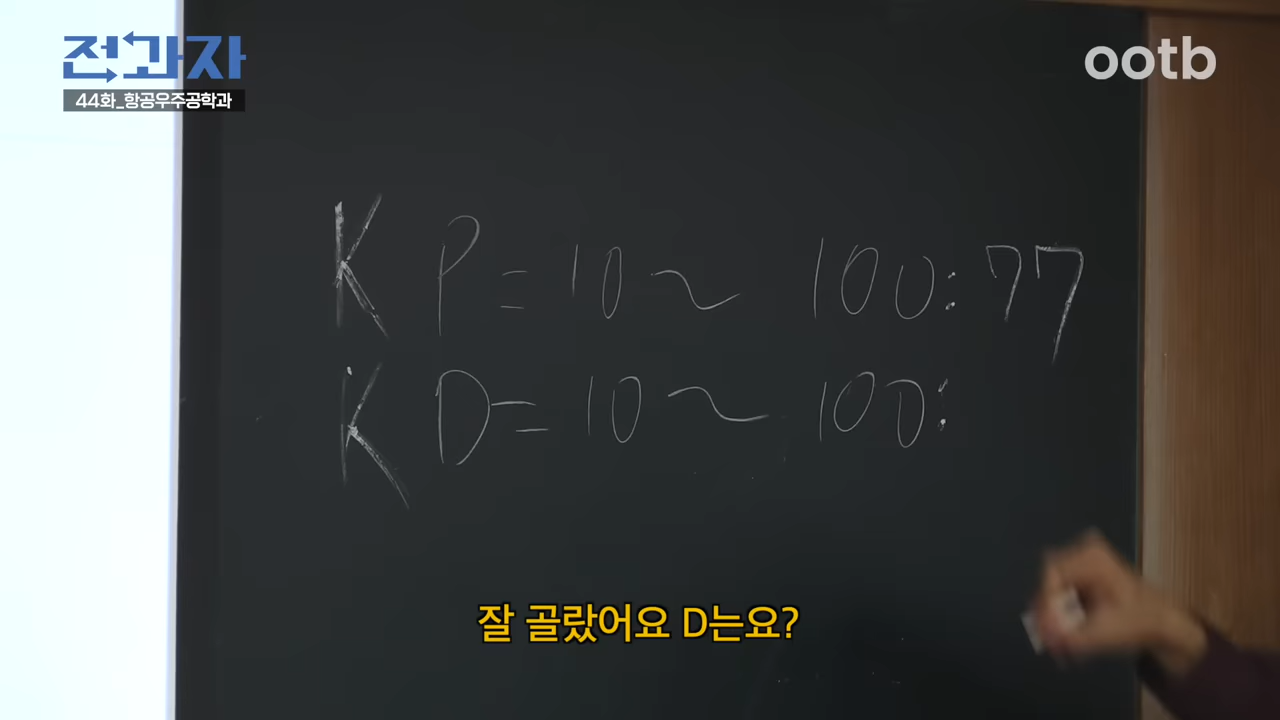 전과자
ootb
44화_항공우주공학과
KP=10~ 100:77
KD=10~ 100:
잘 골랐어요 D는요?